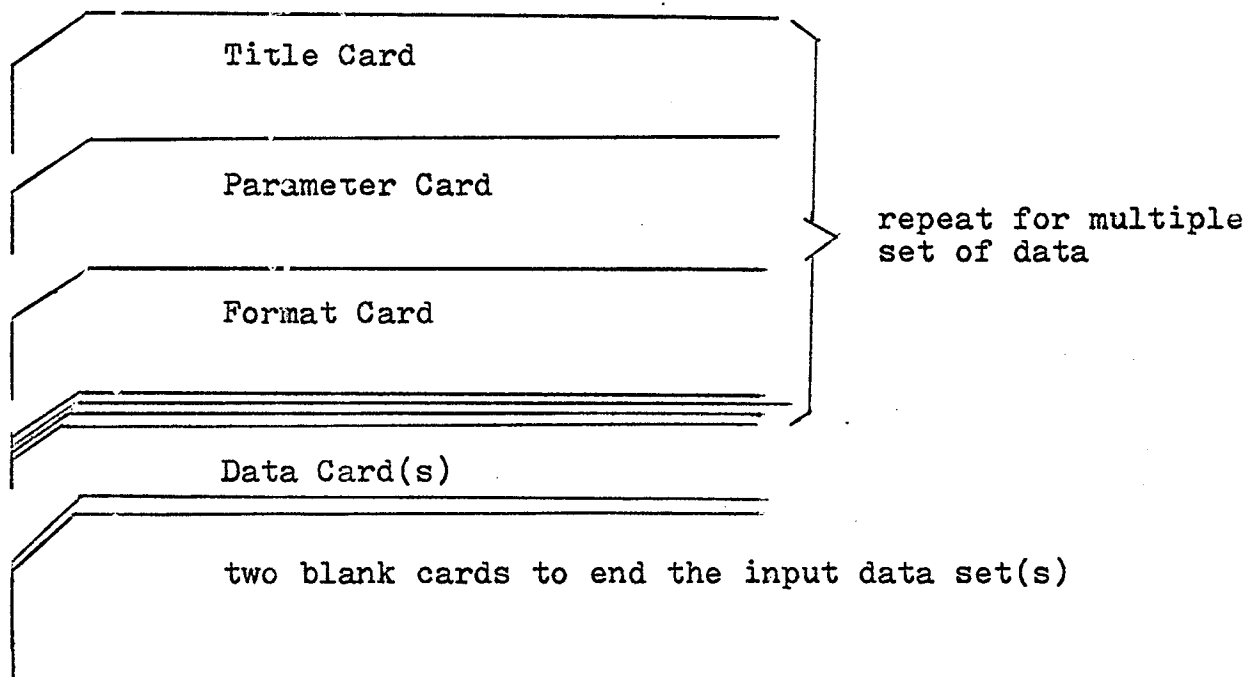 Title Card
Parameter Card
repeat for multiple
set of data
Format Card
Data Card(s)
two blank cards to end the input data set(s)